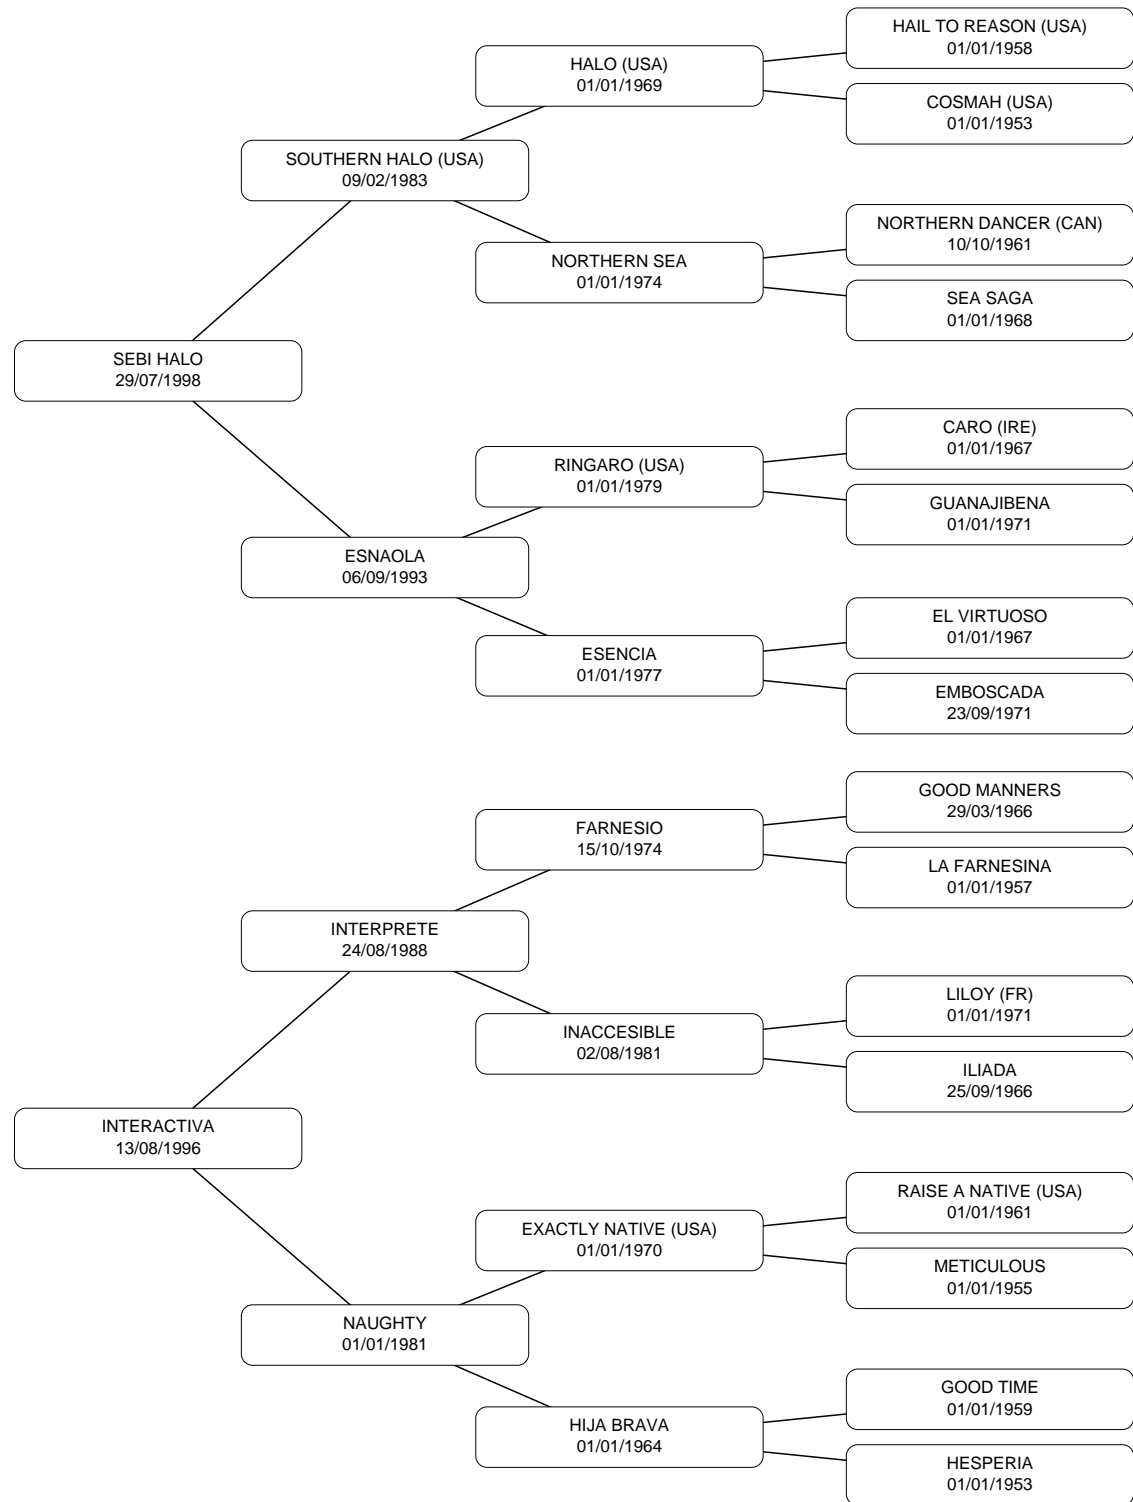 HAIL TO REASON (USA)
01/01/1958
HALO (USA)
01/01/1969
COSMAH (USA)
01/01/1953
SOUTHERN HALO (USA)
09/02/1983
NORTHERN DANCER (CAN)
10/10/1961
NORTHERN SEA
01/01/1974
SEA SAGA
01/01/1968
SEBI HALO
29/07/1998
CARO (IRE)
01/01/1967
RINGARO (USA)
01/01/1979
GUANAJIBENA
01/01/1971
ESNAOLA
06/09/1993
EL VIRTUOSO
01/01/1967
ESENCIA
01/01/1977
EMBOSCADA
23/09/1971
GOOD MANNERS
29/03/1966
FARNESIO
15/10/1974
LA FARNESINA
01/01/1957
INTERPRETE
24/08/1988
LILOY (FR)
01/01/1971
INACCESIBLE
02/08/1981
ILIADA
25/09/1966
INTERACTIVA
13/08/1996
RAISE A NATIVE (USA)
01/01/1961
EXACTLY NATIVE (USA)
01/01/1970
METICULOUS
01/01/1955
NAUGHTY
01/01/1981
GOOD TIME
01/01/1959
HIJA BRAVA
01/01/1964
HESPERIA
01/01/1953